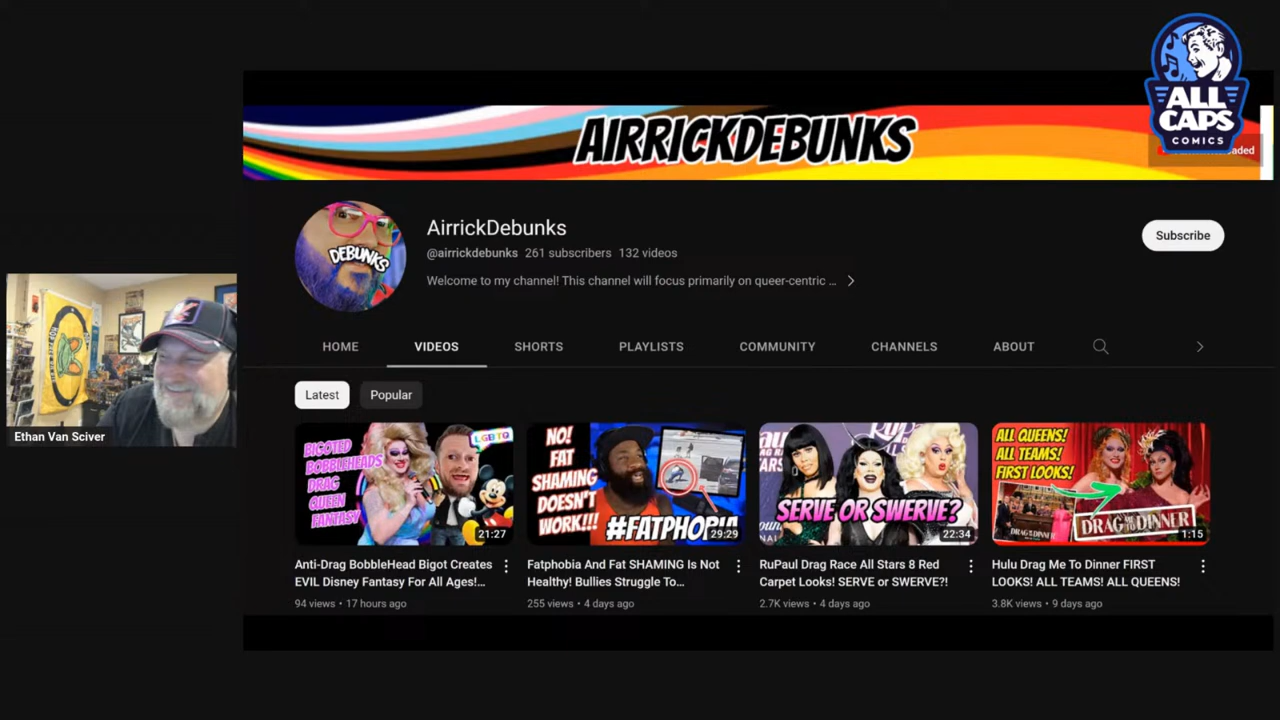 ALL
CAPS
COMICS
AIRRICKDEBUNKS
DEBUNKS
AirrickDebunks
@airrickdebunks 261 subscribers 132 videos
Welcome to my channel! This channel will focus primarily on queer-centric ...
Subscribe
HOME VIDEOS SHORTS PLAYLISTS COMMUNITY CHANNELS ABOUT
Latest Popular
Ethan Van Sciver
BIGOTED
BOBBLEHEADS
DRAG
QUEEN
FANTASY
LGBTQ
21:27
NO!
FAT
SHAMING
DOESN'T
WORK!!!
#FATPHOBIA
29:29
SERVE OR SWERVE?
22:34
ALL QUEENS!
ALL TEAMS!
FIRST LOOKS!
DRAG ME TO DINNER
1:15
Anti-Drag BobbleHead Bigot Creates
EVIL Disney Fantasy For All Ages!...
94 views • 17 hours ago
Fatphobia And Fat SHAMING Is Not
Healthy! Bullies Struggle To...
255 views • 4 days ago
RuPaul Drag Race All Stars 8 Red
Carpet Looks! SERVE or SWERVE?!
2.7K views • 4 days ago
Hulu Drag Me To Dinner FIRST
LOOKS! ALL TEAMS! ALL QUEENS!
3.8K views • 9 days ago